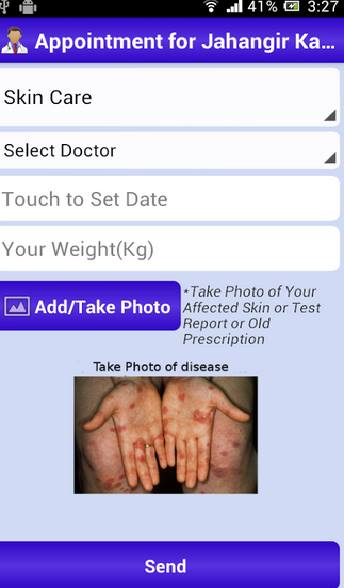 41% 3:27
Appointment for Jahangir Ka...
Skin Care
Select Doctor
Touch to Set Date
Your Weight(Kg)
Add/Take Photo
*Take Photo of Your
Affected Skin or Test
Report or Old
Prescription
Take Photo of disease
Send